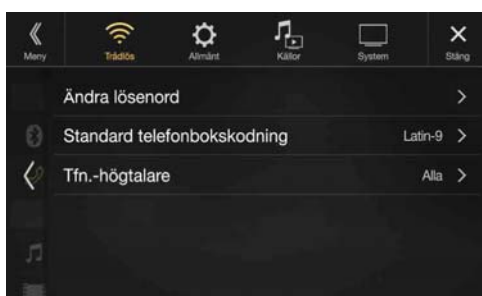 Meny
Trådlös
Allmänt
Källor
System
Stäng
Ändra lösenord
Standard telefonbokskodning Latin-9
Tfn.-högtalare Alla